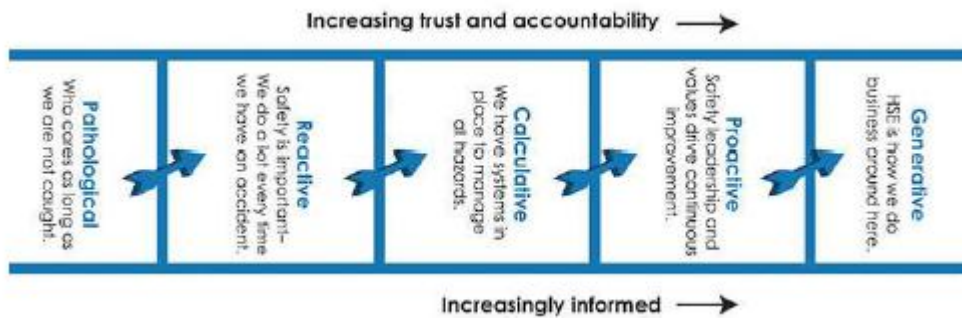 Increasing trust and accountability
Pathological
Who cares as long as
we are not caught.
Reactive
Safety is important–
We do a lot every time
we have an accident.
Calculative
We have systems in
place to manage
all hazards.
Proactive
Safety leadership and
values drive continuous
improvement.
Generative
HSE is how we do
business around here.
Increasingly informed